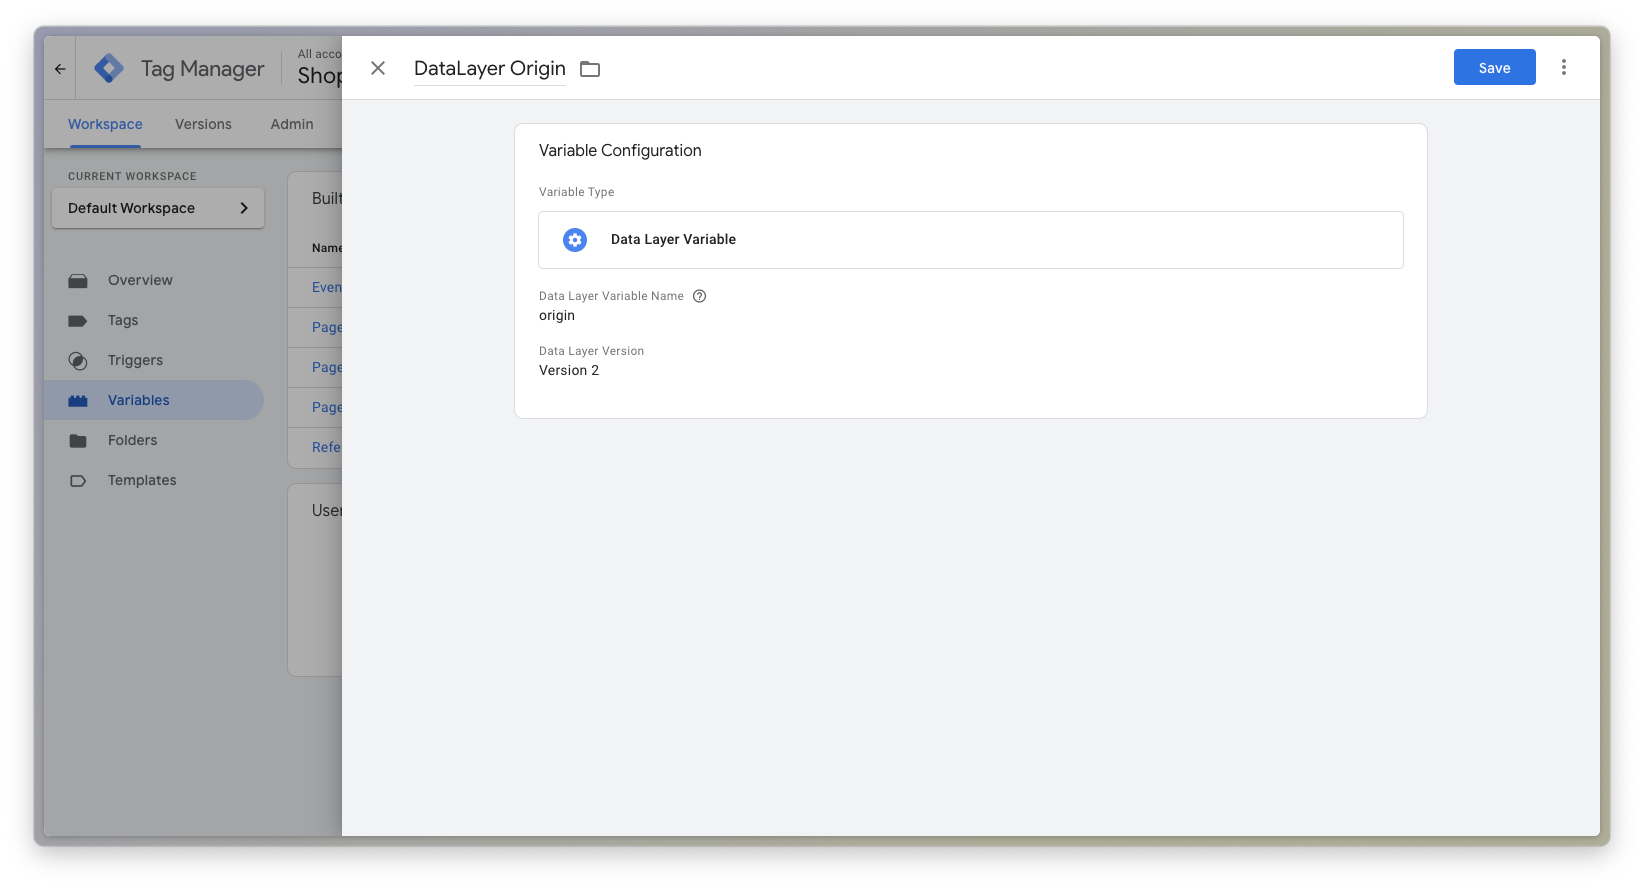 Tag Manager
All acco
Shop
DataLayer Origin
Save
Workspace
Versions
Admin
CURRENT WORKSPACE
Default Workspace
Overview
Tags
Triggers
Variables
Folders
Templates
Built
Name
Even
Page
Page
Page
Refe
User
Variable Configuration
Variable Type
Data Layer Variable
Data Layer Variable Name
origin
Data Layer Version
Version 2